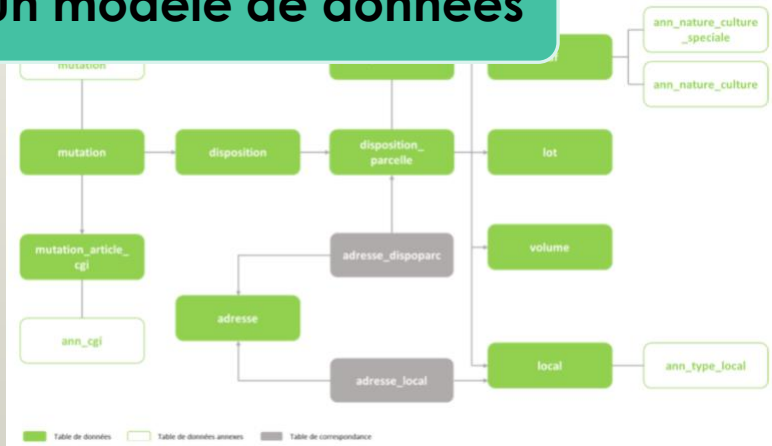 un modèle de données
ann_nature_culture
_speciale
mutation
ann_nature_culture
mutation
disposition
disposition_
parcelle
lot
mutation_article_
cgi
adresse_dispoparc
volume
adresse
ann_cgi
adresse_local
local
ann_type_local
Table de données
Table de données annexes
Table de correspondance